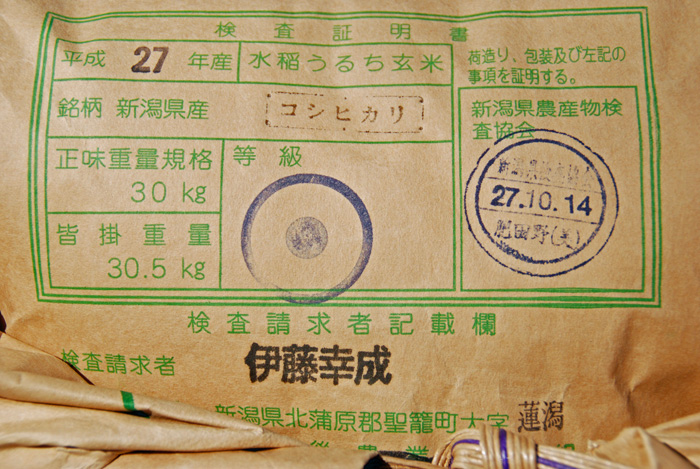 検査証明書
平成 27 年産
水稲うるち玄米
荷造り、包装及び左記の
事項を証明する。
銘柄 新潟県産
コシヒカリ
新潟県農産物検
査協会
正味重量規格
30 kg
等級
皆掛重量
30.5 kg
27.10.14
肥田野(美)
検査請求者記載欄
検査請求者
伊藤幸成
新潟県北蒲原郡聖籠町大字 蓮潟